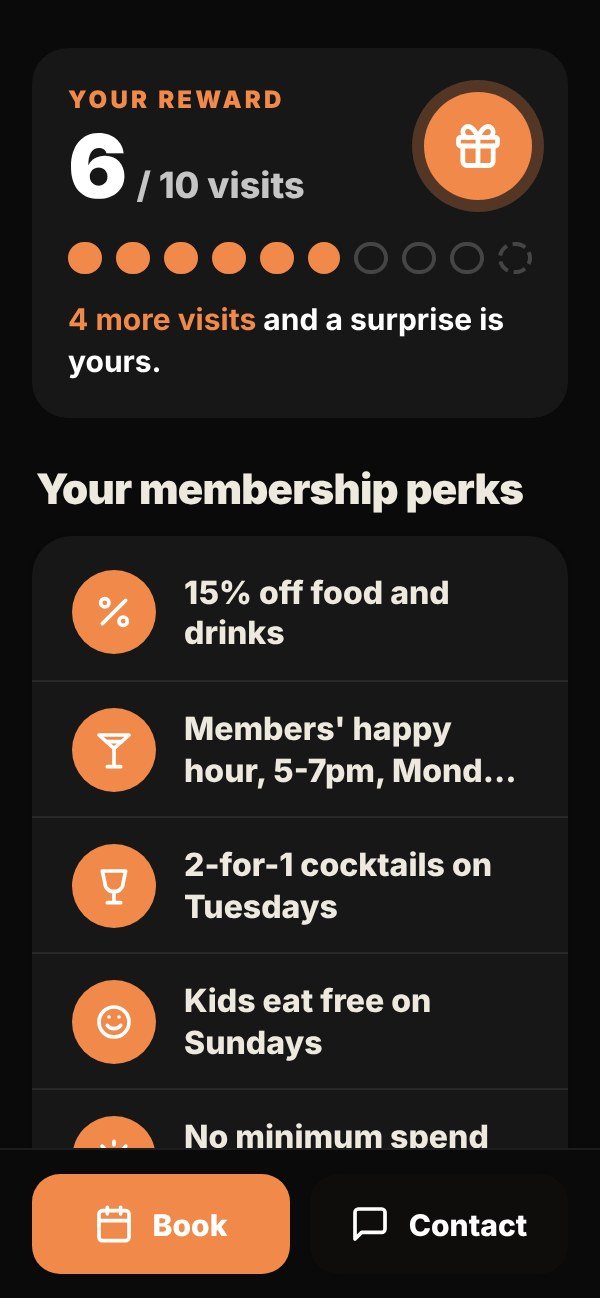 YOUR REWARD
6 / 10 visits
4 more visits and a surprise is
yours.
Your membership perks
15% off food and
drinks
Members' happy
hour, 5-7pm, Mond...
2-for-1 cocktails on
Tuesdays
Kids eat free on
Sundays
No minimum spend
Book
Contact